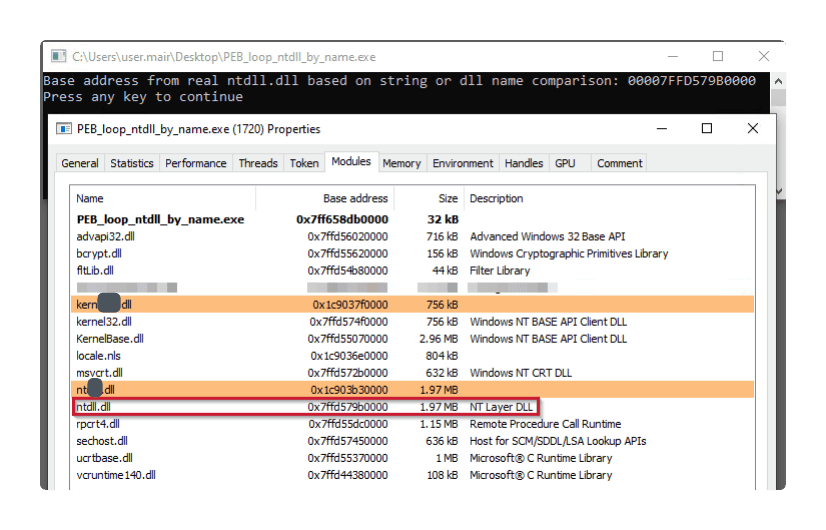 C:\Users\user.mair\Desktop\PEB_loop_ntdll_by_name.exe
Base address from real ntdll.dll based on string or dll name comparison: 00007FFD579B0000
Press any key to continue
PEB_loop_ntdll_by_name.exe (1720) Properties
General Statistics Performance Threads Token Modules Memory Environment Handles GPU Comment
Name Base address Size Description
PEB_loop_ntdll_by_name.exe 0x7ff658db0000 32 kB
advapi32.dll 0x7ffd56020000 716 kB Advanced Windows 32 Base API
bcrypt.dll 0x7ffd55620000 156 kB Windows Cryptographic Primitives Library
fltLib.dll 0x7ffd54b80000 44 kB Filter Library
kern dll 0x1c9037f0000 756 kB
kernel32.dll 0x7ffd574f0000 756 kB Windows NT BASE API Client DLL
KernelBase.dll 0x7ffd55070000 2.96 MB Windows NT BASE API Client DLL
locale.nls 0x1c9036e0000 804 kB
msvcrt.dll 0x7ffd572b0000 632 kB Windows NT CRT DLL
nt dll 0x1c903b30000 1.97 MB
ntdll.dll 0x7ffd579b0000 1.97 MB NT Layer DLL
rpcrt4.dll 0x7ffd55dc0000 1.15 MB Remote Procedure Call Runtime
sechost.dll 0x7ffd57450000 636 kB Host for SCM/SDDL/LSA Lookup APIs
ucrtbase.dll 0x7ffd55370000 1 MB Microsoft® C Runtime Library
vcruntime140.dll 0x7ffd44380000 108 kB Microsoft® C Runtime Library